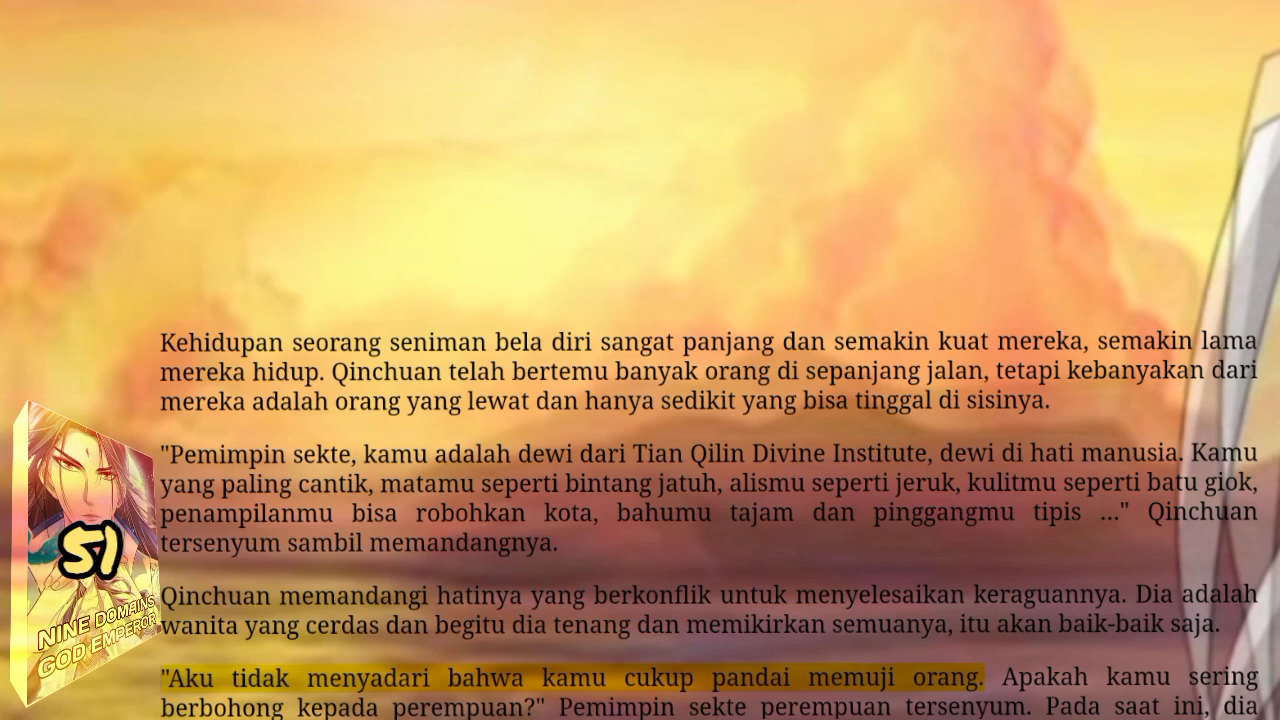 Kehidupan seorang seniman bela diri sangat panjang dan semakin kuat mereka, semakin lama
mereka hidup. Qinchuan telah bertemu banyak orang di sepanjang jalan, tetapi kebanyakan dari
mereka adalah orang yang lewat dan hanya sedikit yang bisa tinggal di sisinya.
"Pemimpin sekte, kamu adalah dewi dari Tian Qilin Divine Institute, dewi di hati manusia. Kamu
yang paling cantik, matamu seperti bintang jatuh, alismu seperti jeruk, kulitmu seperti batu giok,
penampilanmu bisa robohkan kota, bahumu tajam dan pinggangmu tipis ..." Qinchuan
tersenyum sambil memandangnya.
Qinchuan memandangi hatinya yang berkonflik untuk menyelesaikan keraguannya. Dia adalah
wanita yang cerdas dan begitu dia tenang dan memikirkan semuanya, itu akan baik-baik saja.
"Aku tidak menyadari bahwa kamu cukup pandai memuji orang. Apakah kamu sering
berbohong kepada perempuan?" Pemimpin sekte perempuan tersenyum. Pada saat ini, dia
51
NINE DOMAINS
GOD EMPEROR